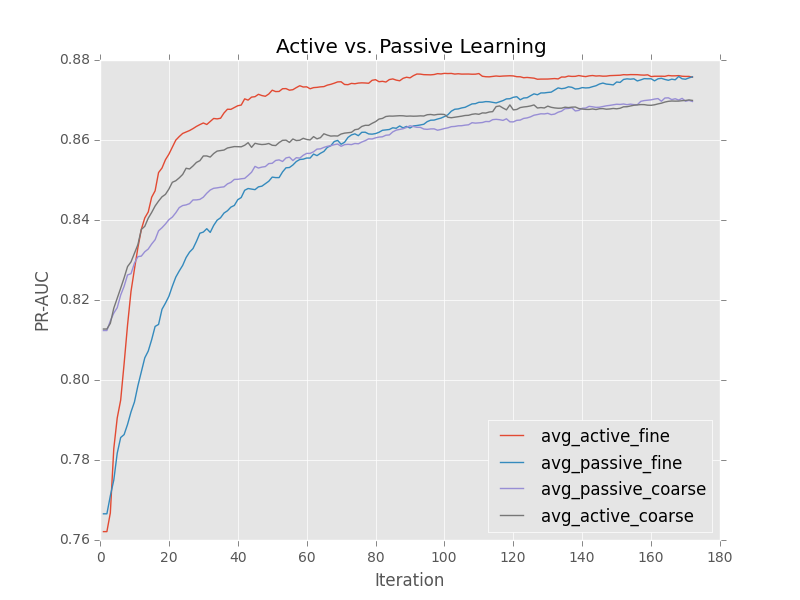 Active vs. Passive Learning
PR-AUC
0.88
0.86
0.84
0.82
0.80
0.78
0.76
0 20 40 60 80 100 120 140 160 180
Iteration
avg_active_fine
avg_passive_fine
avg_passive_coarse
avg_active_coarse